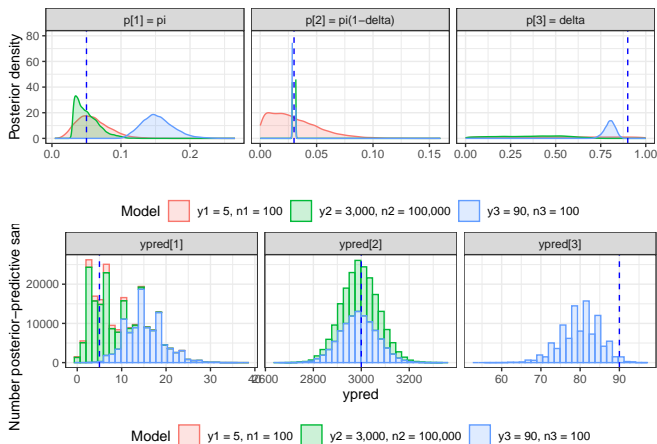 p[1] = pi
p[2] = pi(1−delta)
p[3] = delta
Posterior density
80
60
40
20
0
0.0
0.1
0.2
0.00
0.05
0.10
0.15
0.00
0.25
0.50
0.75
1.00
Model
y1 = 5, n1 = 100
y2 = 3,000, n2 = 100,000
y3 = 90, n3 = 100
ypred[1]
ypred[2]
ypred[3]
Number posterior−predictive sam
20000
10000
0
0
10
20
30
2800
3000
3200
60
70
80
90
ypred
Model
y1 = 5, n1 = 100
y2 = 3,000, n2 = 100,000
y3 = 90, n3 = 100